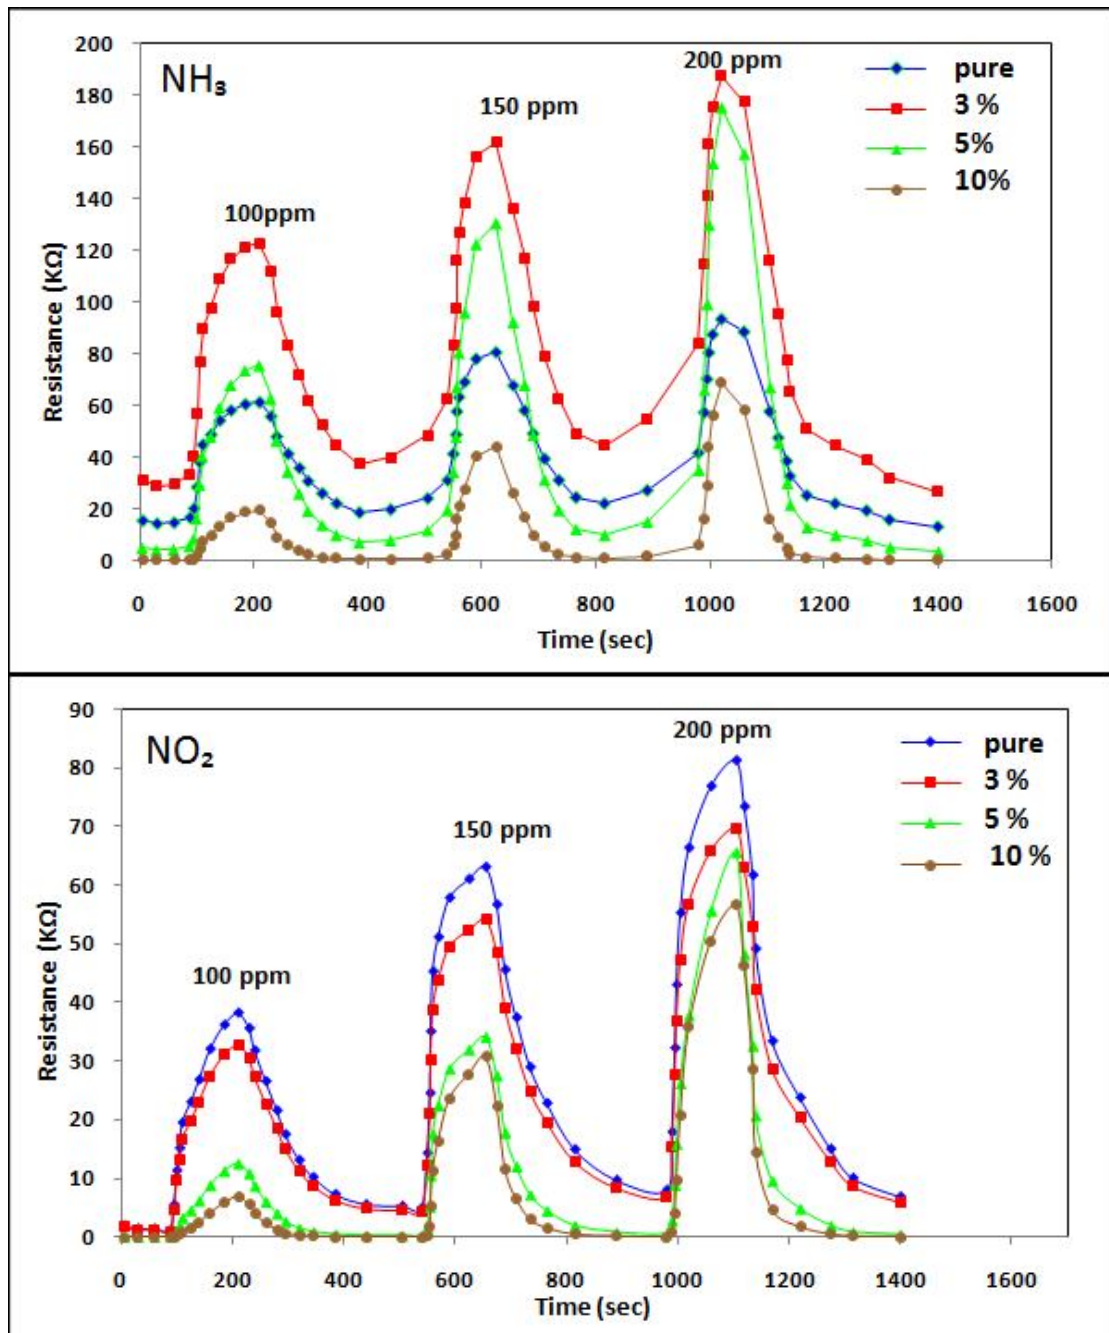 NH₃
100ppm
150 ppm
200 ppm
pure
3 %
5%
10%
Resistance (KΩ)
200
180
160
140
120
100
80
60
40
20
0
0 200 400 600 800 1000 1200 1400 1600
Time (sec)
NO₂
100 ppm
150 ppm
200 ppm
pure
3 %
5 %
10 %
Resistance (KΩ)
90
80
70
60
50
40
30
20
10
0
0 200 400 600 800 1000 1200 1400 1600
Time (sec)